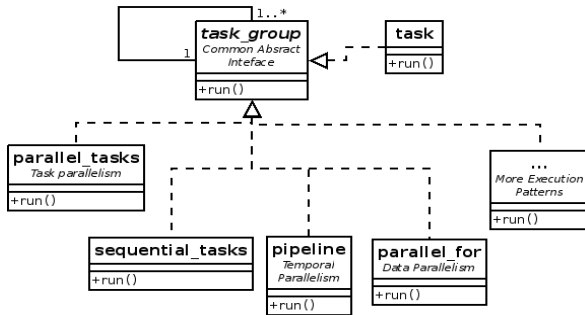 1..*
1
task_group
Common Absract
Inteface
+run()
task
+run()
parallel_tasks
Task parallelism
+run()
...
More Execution
Patterns
+run()
sequential_tasks
+run()
pipeline
Temporal
Parallelism
+run()
parallel_for
Data Parallelism
+run()